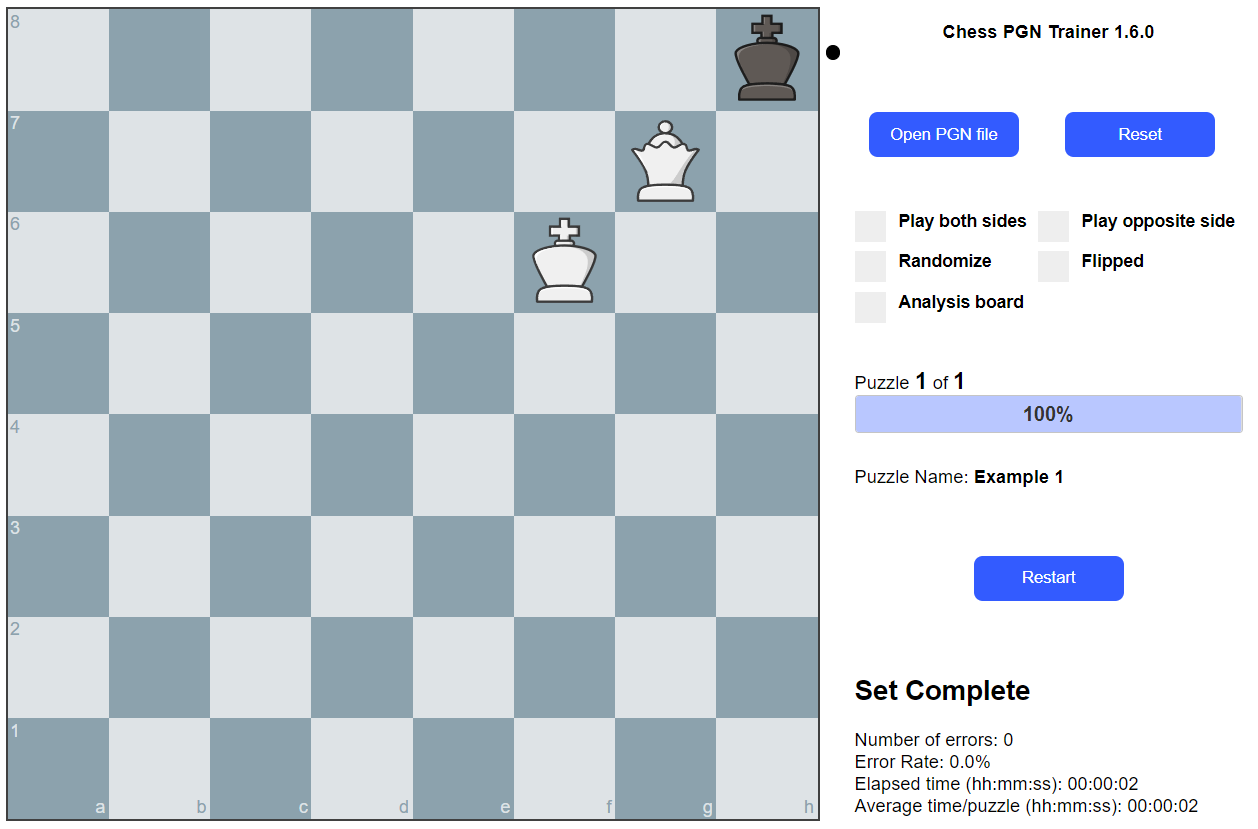 8
7
6
5
4
3
2
1
a b c d e f g h
Chess PGN Trainer 1.6.0
Open PGN file Reset
Play both sides Play opposite side
Randomize Flipped
Analysis board
Puzzle 1 of 1
100%
Puzzle Name: Example 1
Restart
Set Complete
Number of errors: 0
Error Rate: 0.0%
Elapsed time (hh:mm:ss): 00:00:02
Average time/puzzle (hh:mm:ss): 00:00:02